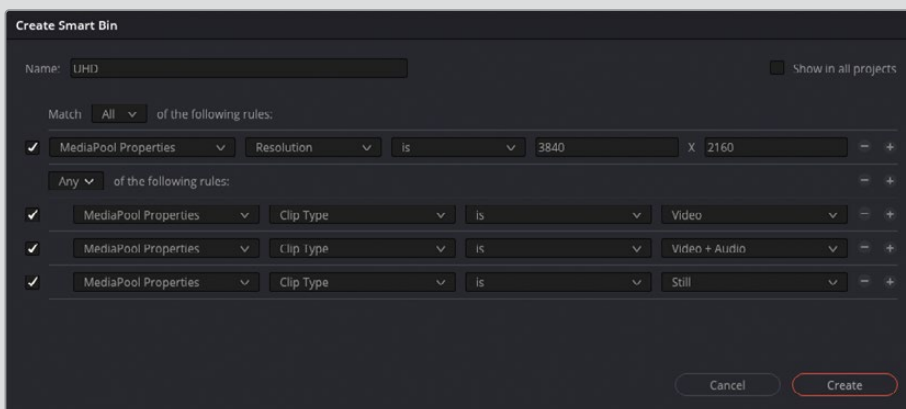 Create Smart Bin
Name: UHD Show in all projects
Match All of the following rules:
MediaPool Properties Resolution is 3840 X 2160
Any of the following rules:
MediaPool Properties Clip Type is Video
MediaPool Properties Clip Type is Video + Audio
MediaPool Properties Clip Type is Still
Cancel Create